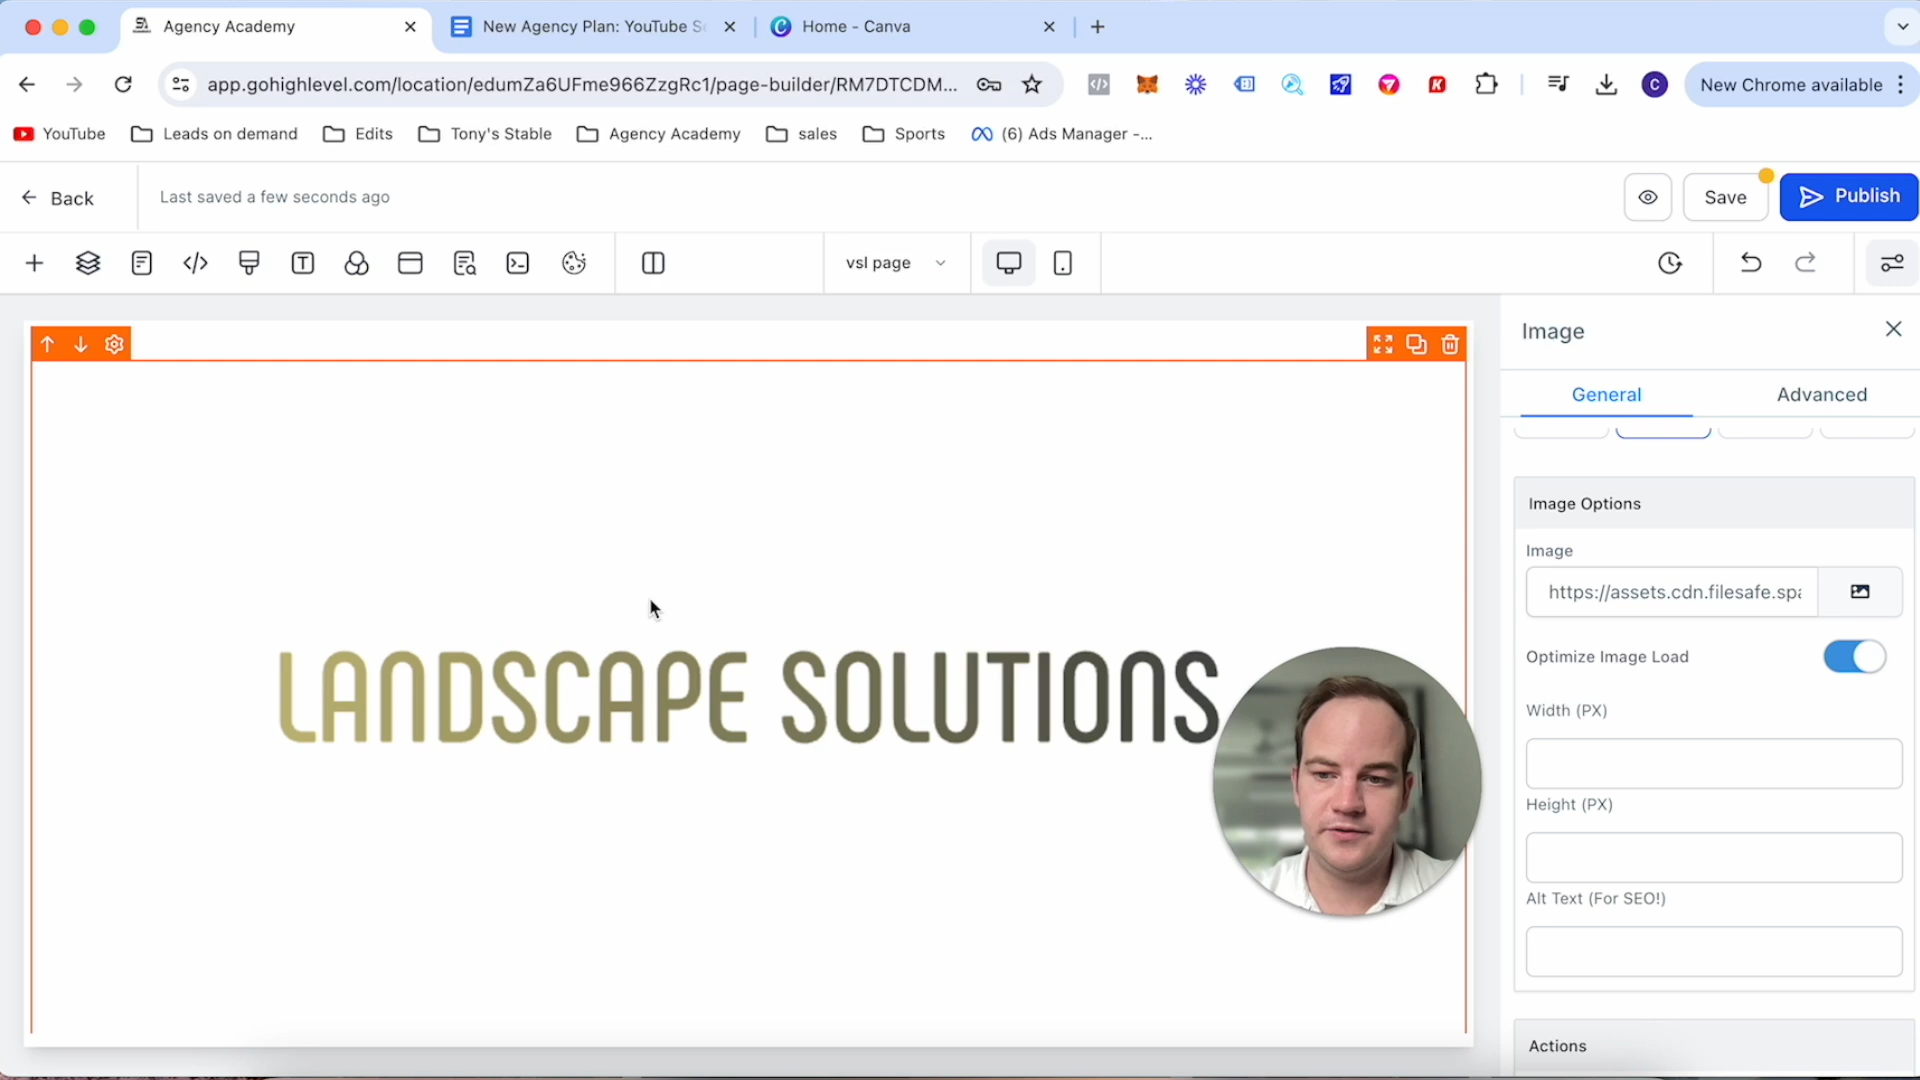 Agency Academy
New Agency Plan: YouTube S
Home - Canva
app.gohighlevel.com/location/edumZa6UFme966ZzgRc1/page-builder/RM7DTCDM...
New Chrome available
YouTube
Leads on demand
Edits
Tony's Stable
Agency Academy
sales
Sports
(6) Ads Manager -...
Back
Last saved a few seconds ago
Save
Publish
vsl page
Image
General
Advanced
Image Options
Image
https://assets.cdn.filesafe.spa
Optimize Image Load
Width (PX)
Height (PX)
Alt Text (For SEO!)
Actions
LANDSCAPE SOLUTIONS